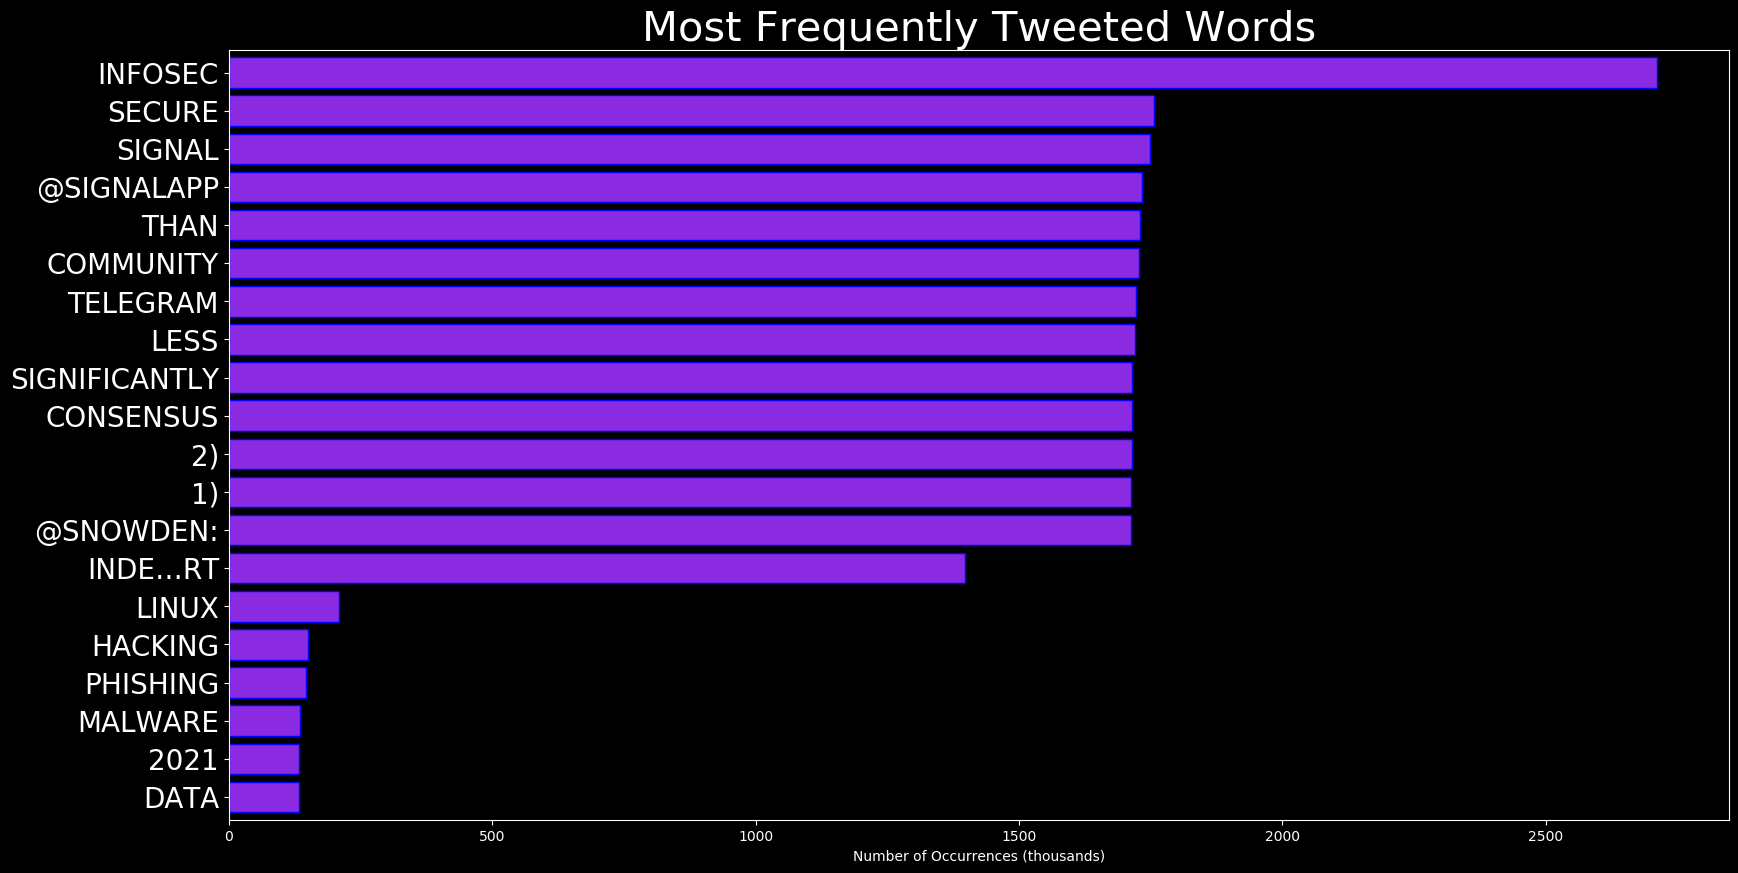 Most Frequently Tweeted Words
INFOSEC
SECURE
SIGNAL
@SIGNALAPP
THAN
COMMUNITY
TELEGRAM
LESS
SIGNIFICANTLY
CONSENSUS
2)
1)
@SNOWDEN:
INDE…RT
LINUX
HACKING
PHISHING
MALWARE
2021
DATA
0 500 1000 1500 2000 2500
Number of Occurrences (thousands)